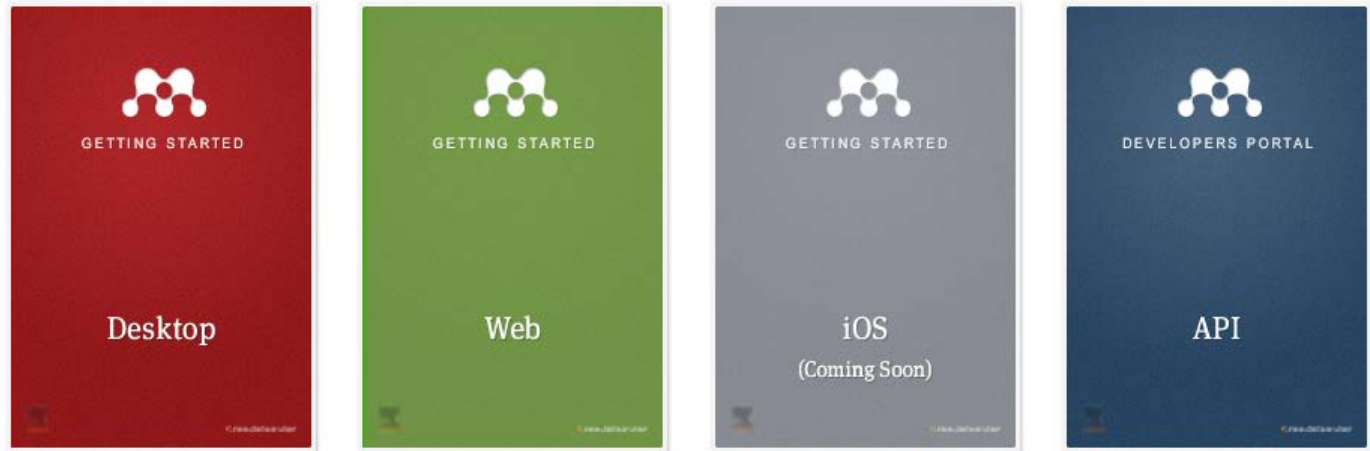 GETTING STARTED
Desktop
GETTING STARTED
Web
GETTING STARTED
iOS
(Coming Soon)
DEVELOPERS PORTAL
API